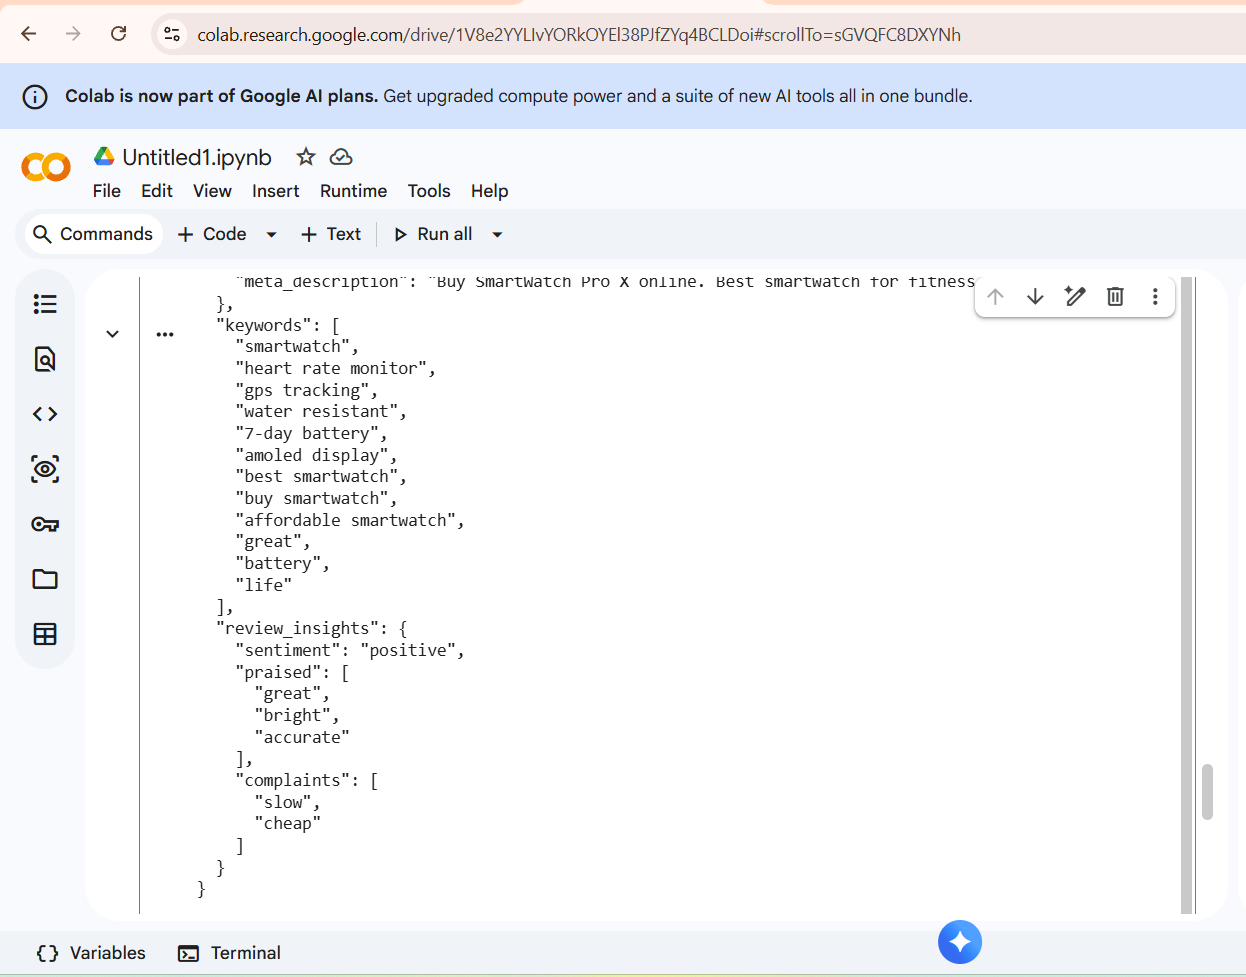 colab.research.google.com/drive/1V8e2YYLIvYORkOYEl38PJfZYq4BCLDoi#scrollTo=sGVQFC8DXYNh
Colab is now part of Google AI plans. Get upgraded compute power and a suite of new AI tools all in one bundle.
Untitled1.ipynb
File Edit View Insert Runtime Tools Help
Commands + Code + Text Run all
"meta_description": "Buy SmartWatch Pro X online. Best smartwatch for fitness
},
"keywords": [
"smartwatch",
"heart rate monitor",
"gps tracking",
"water resistant",
"7-day battery",
"amoled display",
"best smartwatch",
"buy smartwatch",
"affordable smartwatch",
"great",
"battery",
"life"
],
"review_insights": {
"sentiment": "positive",
"praised": [
"great",
"bright",
"accurate"
],
"complaints": [
"slow",
"cheap"
]
}
}
Variables Terminal